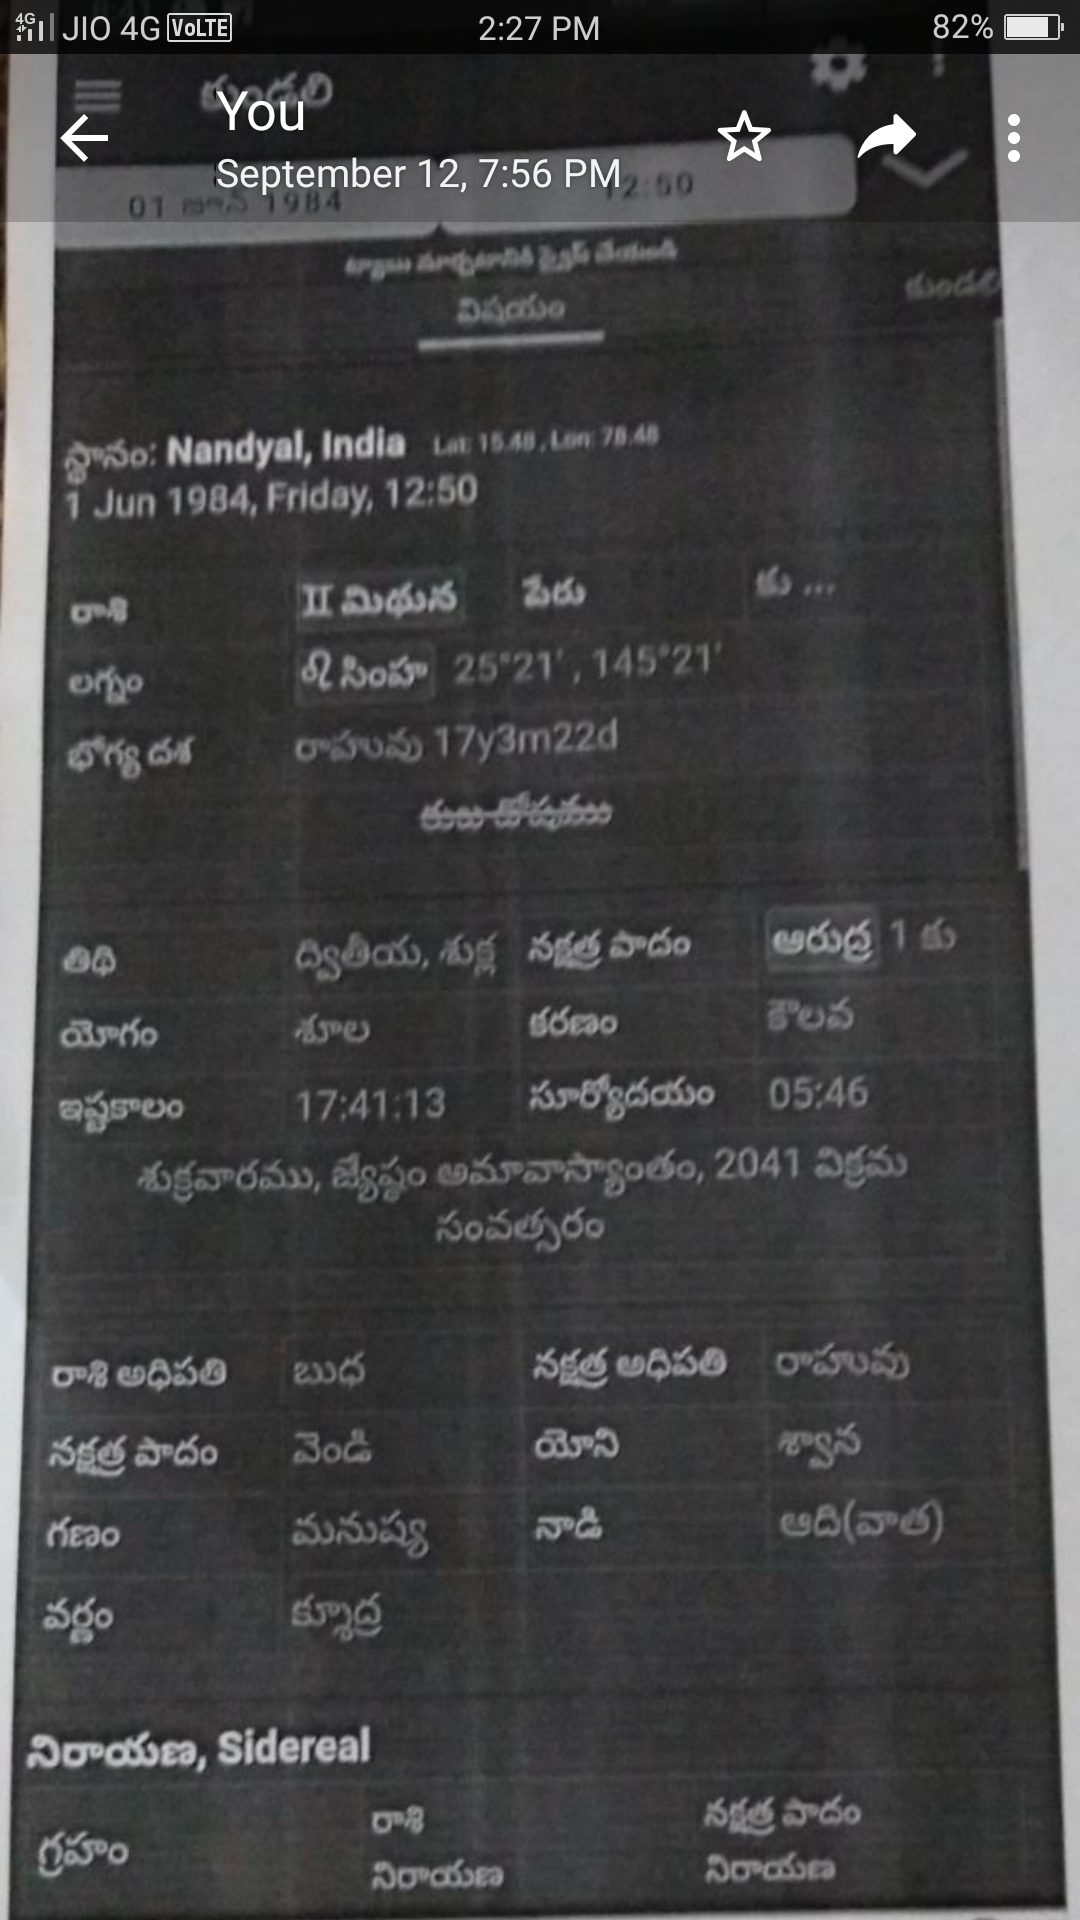 4G JIO 4G VoLTE 2:27 PM 82%
కుండలి
You
September 12, 7:56 PM
01 జూన్ 1984 12:50
ట్యాబు మార్చటానికి స్వైప్ చేయండి
విషయం కుండలి
స్థానం: Nandyal, India Lat: 15.48 , Lon: 78.48
1 Jun 1984, Friday, 12:50
రాశి ♊ మిథున పేరు కు ...
లగ్నం ♌ సింహ 25°21' , 145°21'
భోగ్య దశ రాహువు 17y3m22d
కుజ దోషము
తిథి ద్వితీయ, శుక్ల నక్షత్ర పాదం ఆరుద్ర 1 కు
యోగం శూల కరణం కౌలవ
ఇష్టకాలం 17:41:13 సూర్యోదయం 05:46
శుక్రవారము, జ్యేష్ఠం అమావాస్యాంతం, 2041 విక్రమ
సంవత్సరం
రాశి అధిపతి బుధ నక్షత్ర అధిపతి రాహువు
నక్షత్ర పాదం వెండి యోని శ్వాన
గణం మనుష్య నాడి ఆది(వాత)
వర్ణం క్శూద్ర
నిరాయణ, Sidereal
గ్రహం రాశి నక్షత్ర పాదం
నిరాయణ నిరాయణ